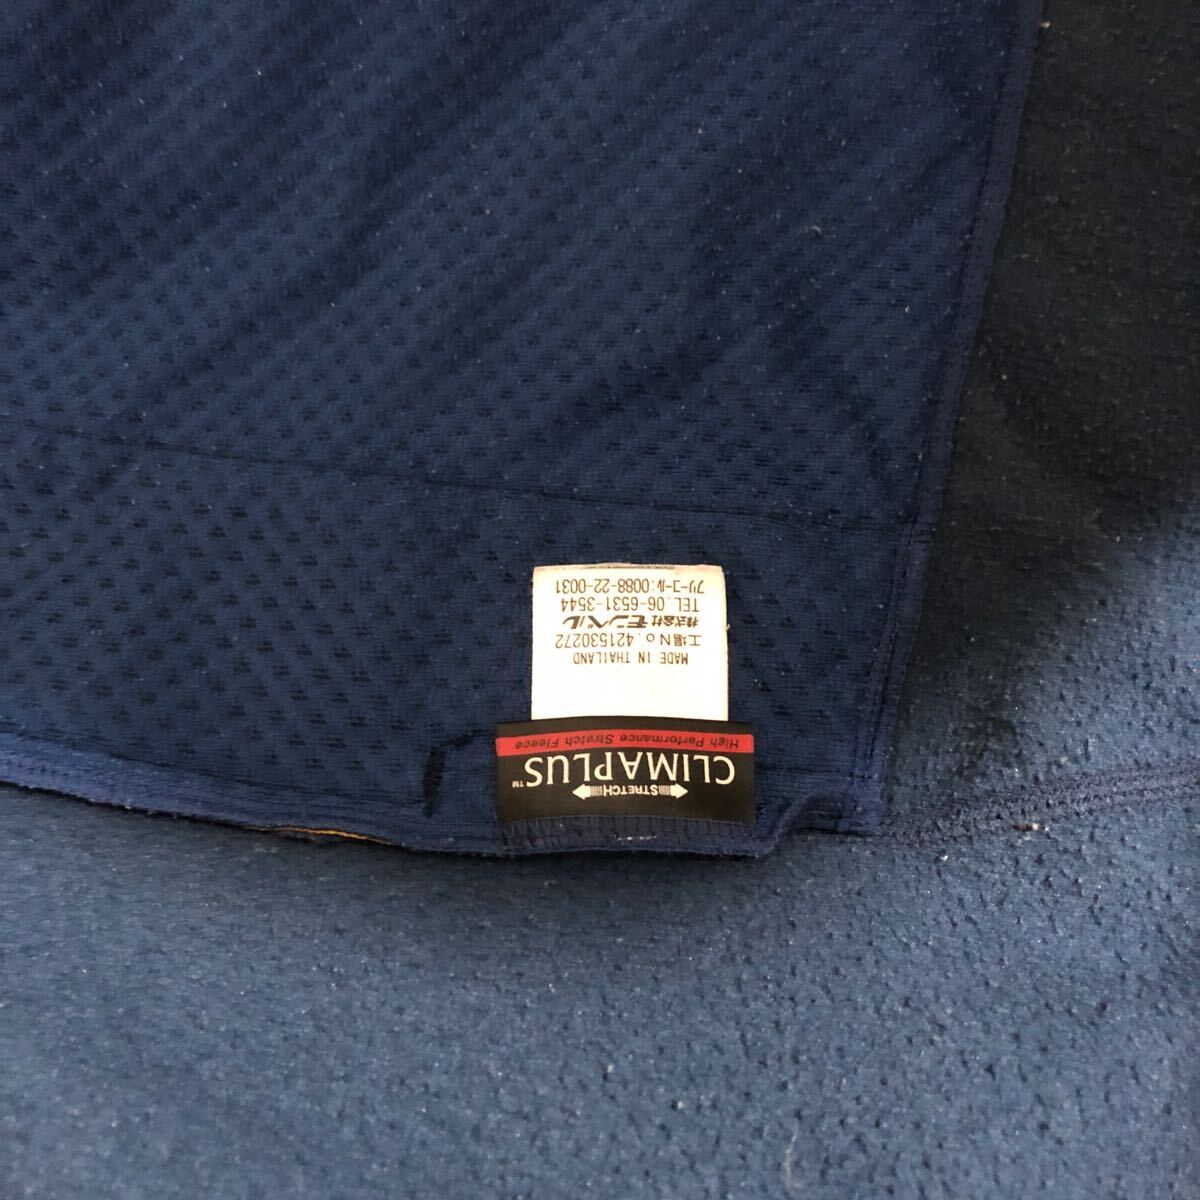 STRETCH
CLIMAPLUS™
High Performance Stretch Fleece
MADE IN THAILAND
工場No.421530272
株式会社モンベル
TEL.06-6531-3544
フリーコール:0088-22-0031